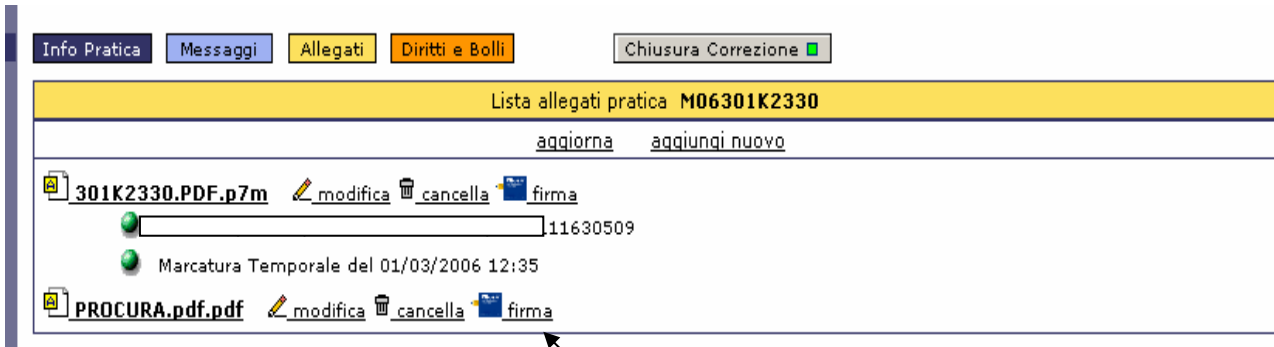 Info Pratica Messaggi Allegati Diritti e Bolli Chiusura Correzione
Lista allegati pratica M06301K2330
aggiorna aggiungi nuovo
301K2330.PDF.p7m modifica cancella firma
.11630509
Marcatura Temporale del 01/03/2006 12:35
PROCURA.pdf.pdf modifica cancella firma